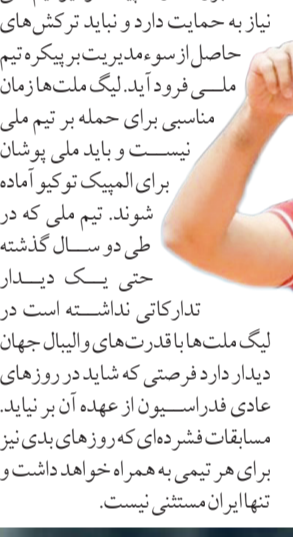 نیاز به حمایت دارد و نباید ترکش‌های
حاصل از سوء مدیریت بر پیکره تیم
ملی فرود آید. لیگ ملت‌ها زمان
مناسبی برای حمله بر تیم ملی
نیست و باید ملی پوشان
برای المپیک توکیو آماده
شوند. تیم ملی که در
طی دو سال گذشته
حتی یک دیدار
تدارکاتی نداشته است در
لیگ ملت‌ها با قدرت‌های والیبال جهان
دیدار دارد فرصتی که شاید در روزهای
عادی فدراسیون از عهده آن بر نیاید.
مسابقات فشرده‌ای که روزهای بدی نیز
برای هر تیمی به همراه خواهد داشت و
تنها ایران مستثنی نیست.